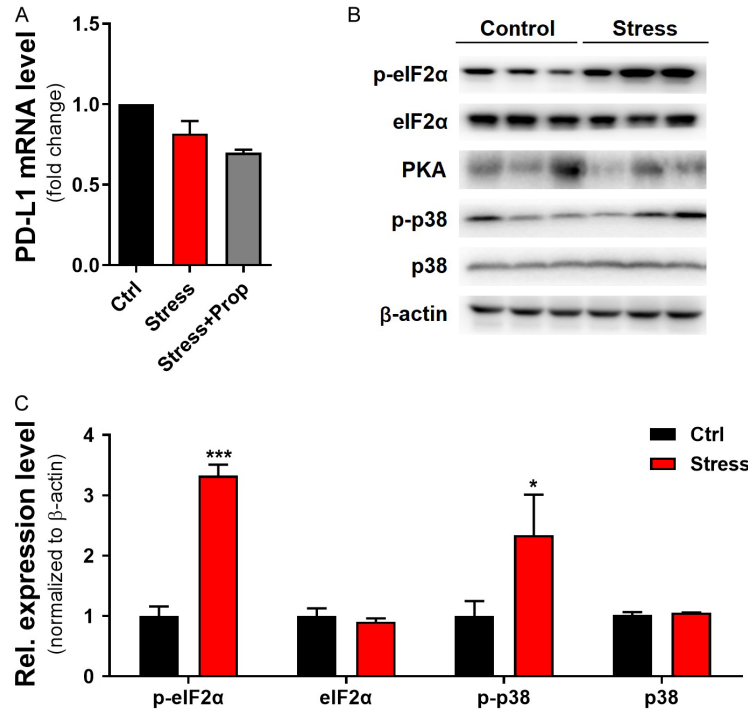 A
PD-L1 mRNA level
(fold change)
1.5
1.0
0.5
0.0
Ctrl
Stress
Stress+Prop
B
Control
Stress
p-eIF2α
eIF2α
PKA
p-p38
p38
β-actin
C
Rel. expression level
(normalized to β-actin)
4
3
2
1
0
***
*
Ctrl
Stress
p-eIF2α
eIF2α
p-p38
p38